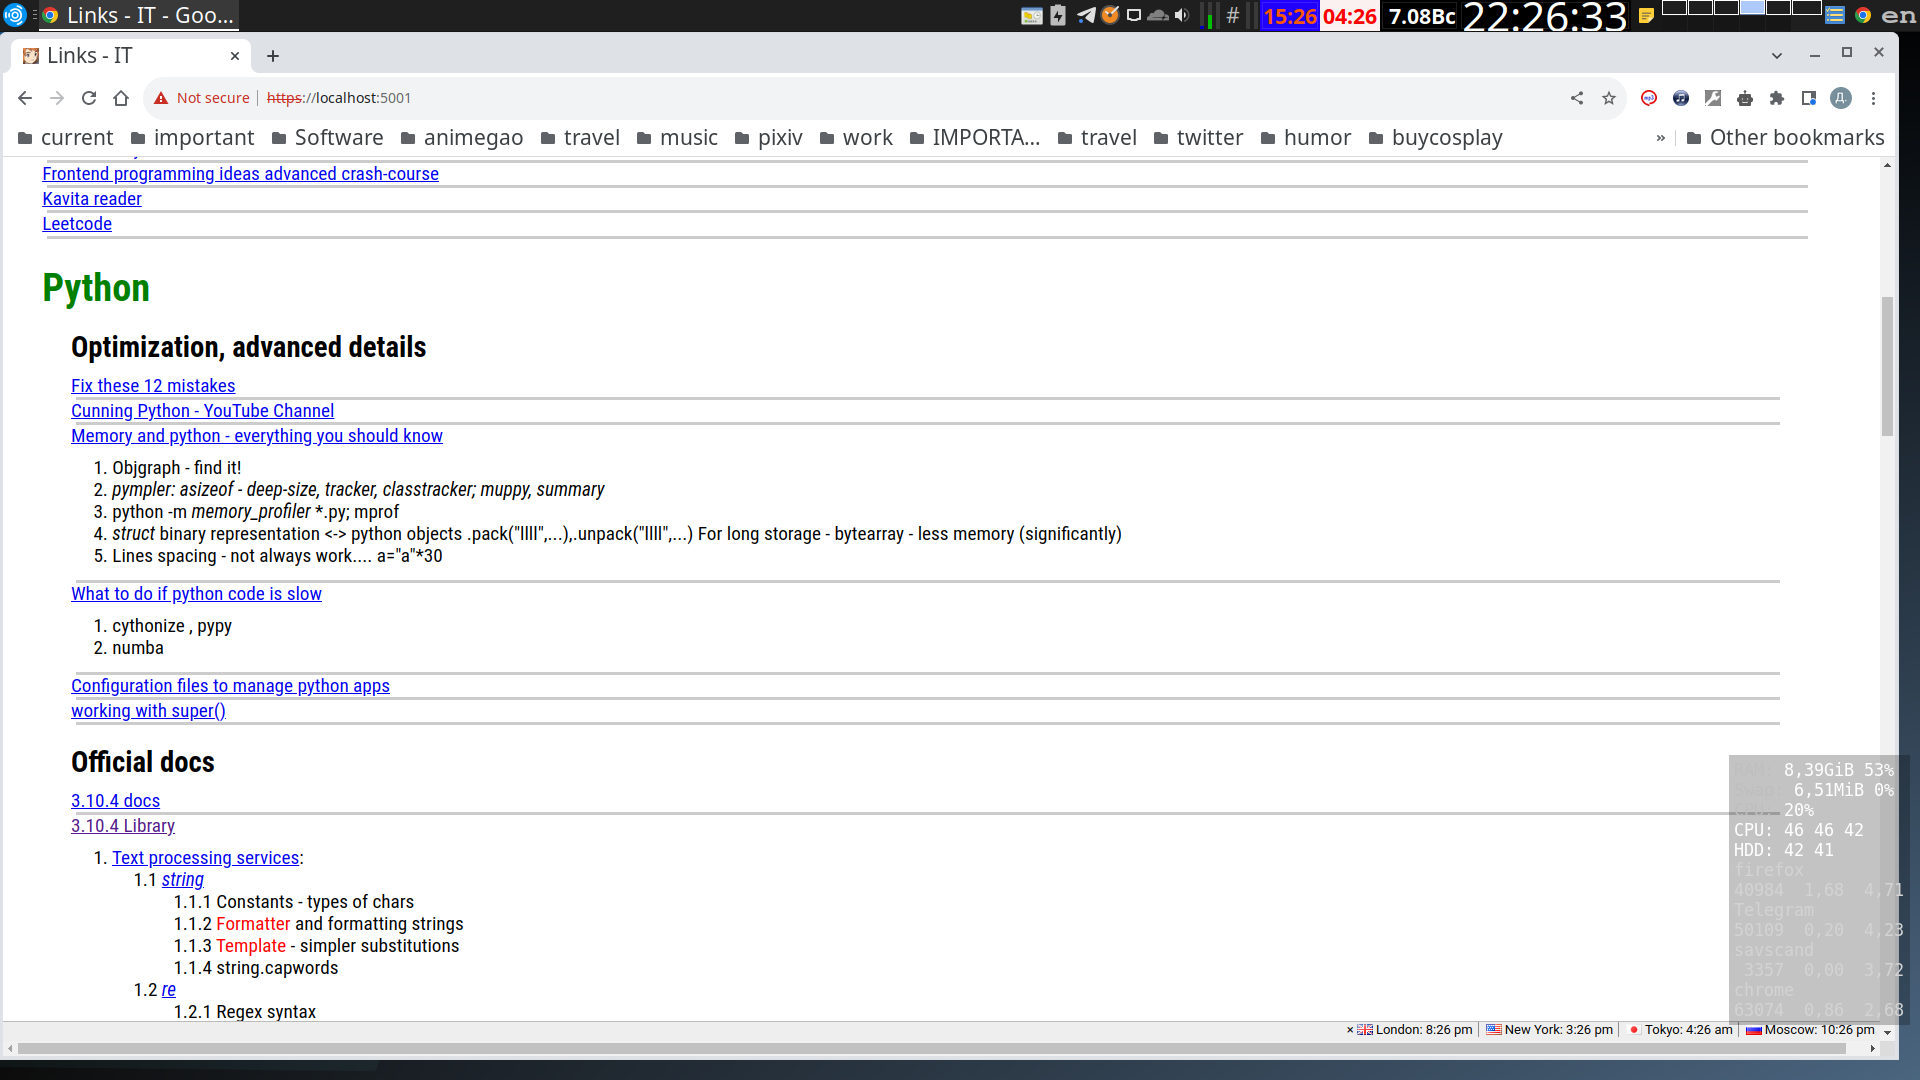 Links - IT - Goo...
# 15:26 04:26 7.08Bc 22:26:33 en
Links - IT
Not secure https://localhost:5001
current important Software animegao travel music pixiv work IMPORTA... travel twitter humor buycosplay » Other bookmarks
Frontend programming ideas advanced crash-course
Kavita reader
Leetcode
Python
Optimization, advanced details
Fix these 12 mistakes
Cunning Python - YouTube Channel
Memory and python - everything you should know
1. Objgraph - find it!
2. pympler: asizeof - deep-size, tracker, classtracker; muppy, summary
3. python -m memory_profiler *.py; mprof
4. struct binary representation <-> python objects .pack("llll",...),.unpack("llll",...) For long storage - bytearray - less memory (significantly)
5. Lines spacing - not always work.... a="a"*30
What to do if python code is slow
1. cythonize , pypy
2. numba
Configuration files to manage python apps
working with super()
Official docs
3.10.4 docs
3.10.4 Library
1. Text processing services:
1.1 string
1.1.1 Constants - types of chars
1.1.2 Formatter and formatting strings
1.1.3 Template - simpler substitutions
1.1.4 string.capwords
1.2 re
1.2.1 Regex syntax
RAM: 8,39GiB 53%
6,51MiB 0%
20%
CPU: 46 46 42
HDD: 42 41
firefox
40984 1,68 4,71
Telegram
50109 0,20 4,23
savscand
3357 0,00 3,72
chrome
63074 0,86 2,68
× London: 8:26 pm New York: 3:26 pm Tokyo: 4:26 am Moscow: 10:26 pm